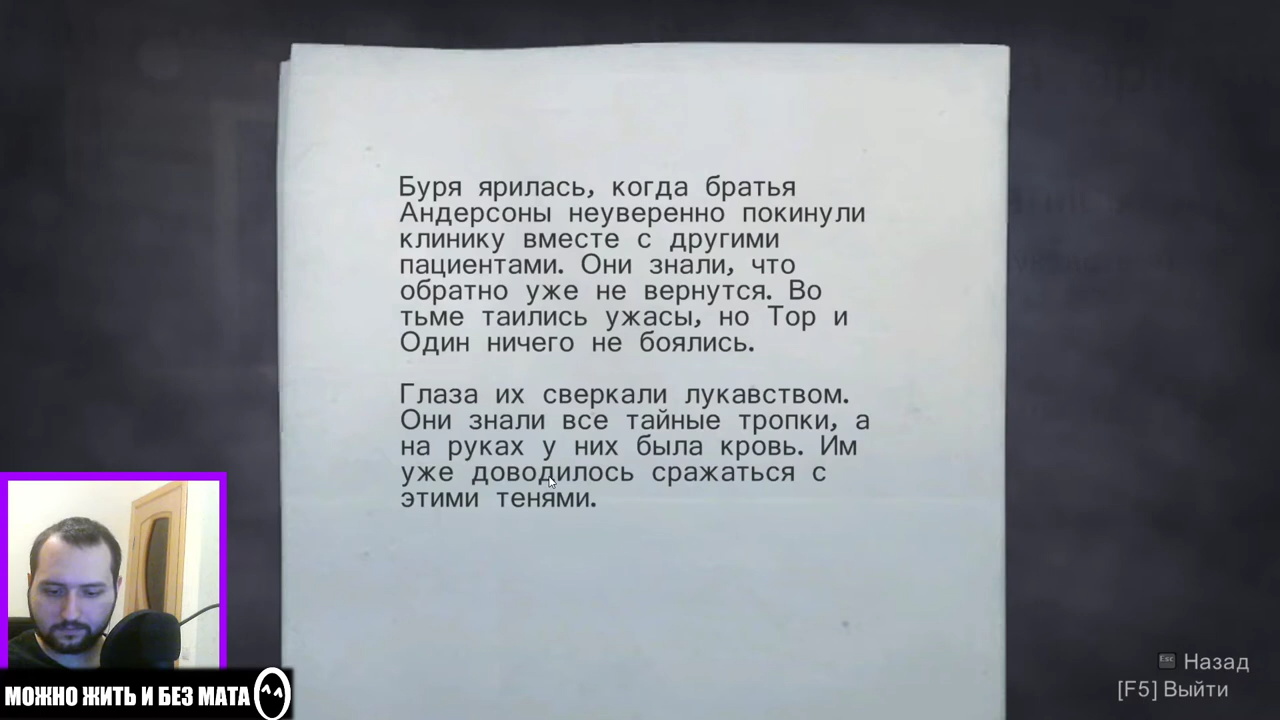 Буря ярилась, когда братья
Андерсоны неуверенно покинули
клинику вместе с другими
пациентами. Они знали, что
обратно уже не вернутся. Во
тьме таились ужасы, но Тор и
Один ничего не боялись.
Глаза их сверкали лукавством.
Они знали все тайные тропки, а
на руках у них была кровь. Им
уже доводилось сражаться с
этими тенями.
МОЖНО ЖИТЬ И БЕЗ МАТА
Esc Назад
[F5] Выйти